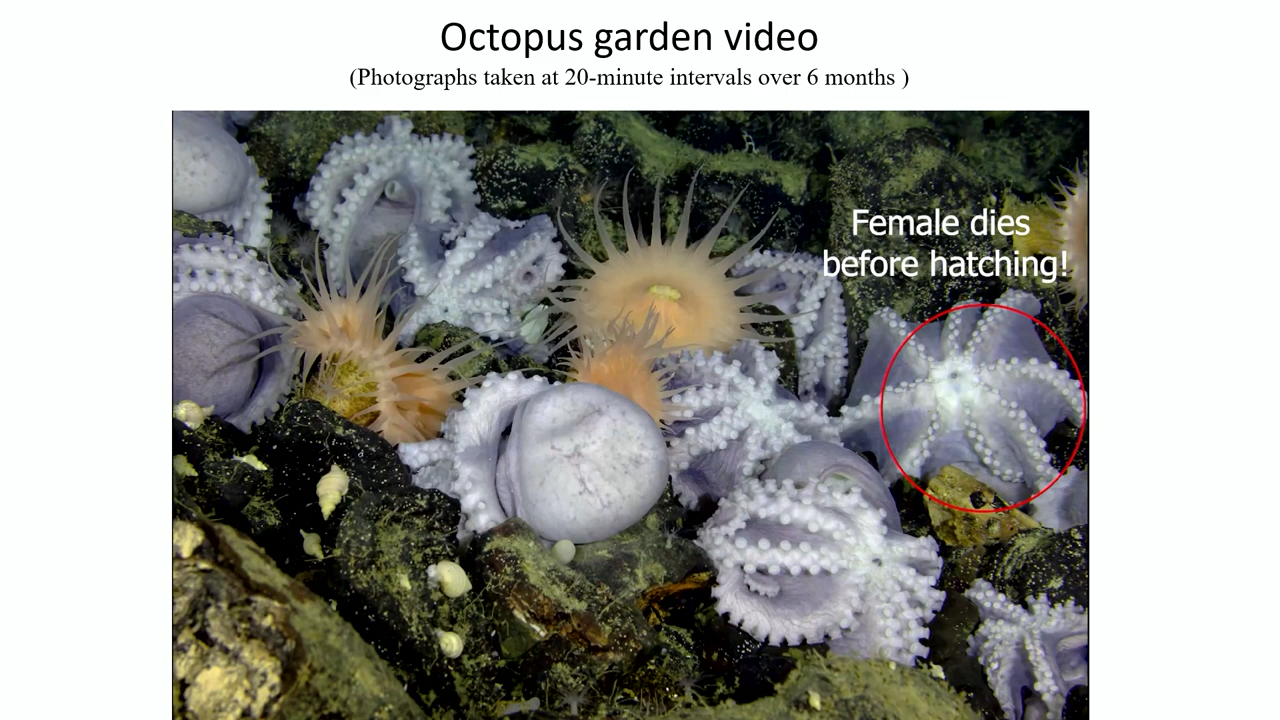 Octopus garden video
(Photographs taken at 20-minute intervals over 6 months )
Female dies
before hatching!